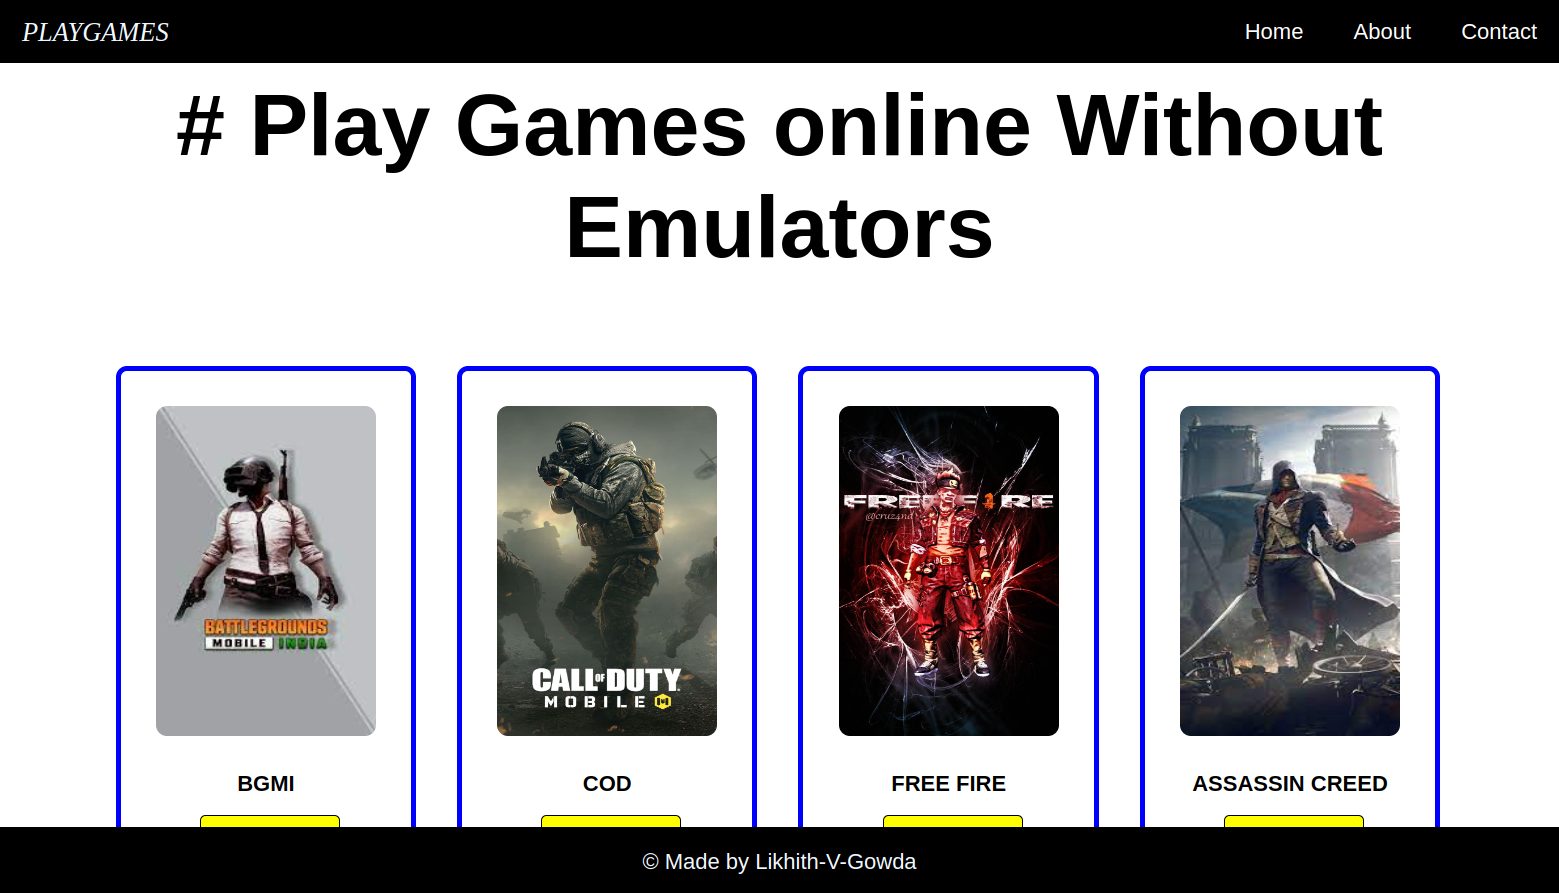 PLAYGAMES
Home About Contact
# Play Games online Without
Emulators
BATTLEGROUNDS
MOBILE INDIA
CALL OF DUTY
MOBILE
FREE FIRE
@cruz4nd
BGMI
COD
FREE FIRE
ASSASSIN CREED
© Made by Likhith-V-Gowda